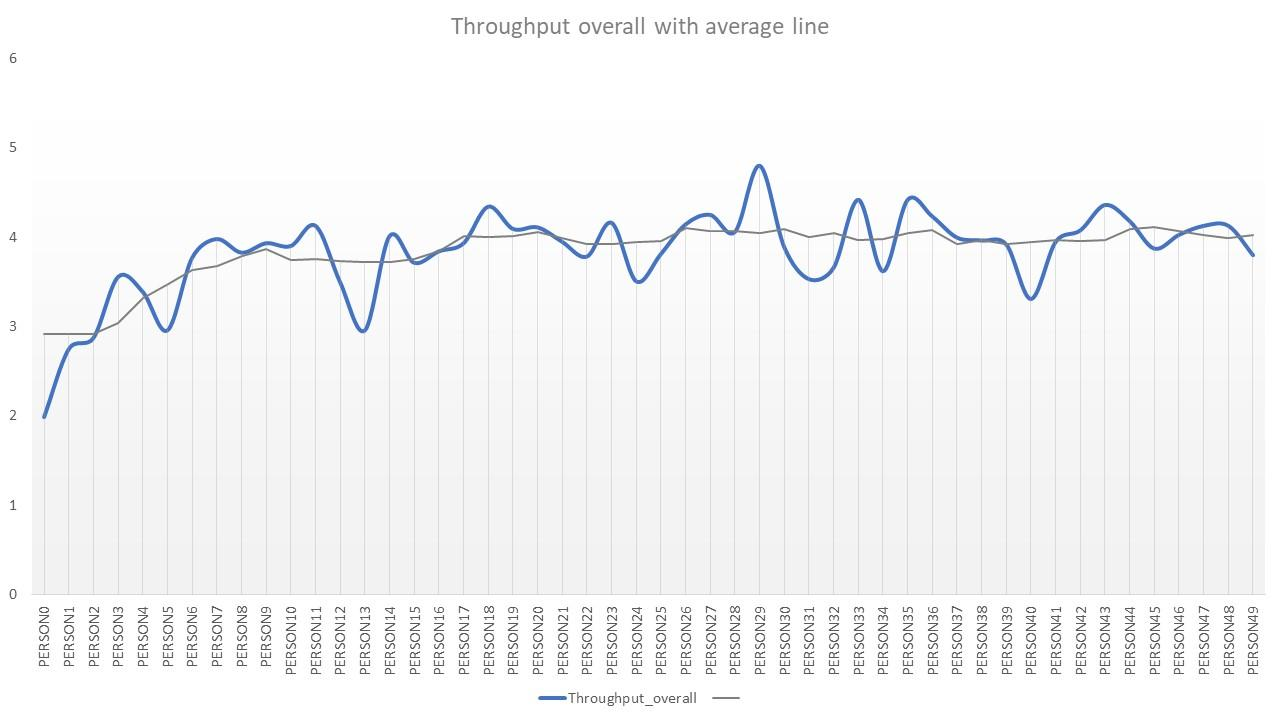 Throughput overall with average line
6
5
4
3
2
1
0
PERSON0
PERSON1
PERSON2
PERSON3
PERSON4
PERSON5
PERSON6
PERSON7
PERSON8
PERSON9
PERSON10
PERSON11
PERSON12
PERSON13
PERSON14
PERSON15
PERSON16
PERSON17
PERSON18
PERSON19
PERSON20
PERSON21
PERSON22
PERSON23
PERSON24
PERSON25
PERSON26
PERSON27
PERSON28
PERSON29
PERSON30
PERSON31
PERSON32
PERSON33
PERSON34
PERSON35
PERSON36
PERSON37
PERSON38
PERSON39
PERSON40
PERSON41
PERSON42
PERSON43
PERSON44
PERSON45
PERSON46
PERSON47
PERSON48
PERSON49
Throughput_overall